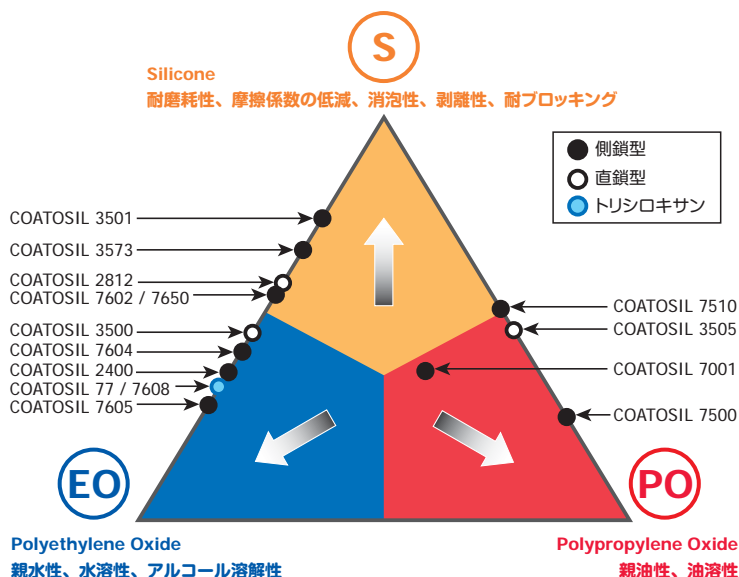 S
Silicone
耐磨耗性、摩擦係数の低減、消泡性、剥離性、耐ブロッキング
側鎖型
直鎖型
トリシロキサン
COATOSIL 3501
COATOSIL 3573
COATOSIL 2812
COATOSIL 7602 / 7650
COATOSIL 3500
COATOSIL 7604
COATOSIL 2400
COATOSIL 77 / 7608
COATOSIL 7605
COATOSIL 7510
COATOSIL 3505
COATOSIL 7001
COATOSIL 7500
EO
Polyethylene Oxide
親水性、水溶性、アルコール溶解性
PO
Polypropylene Oxide
親油性、油溶性